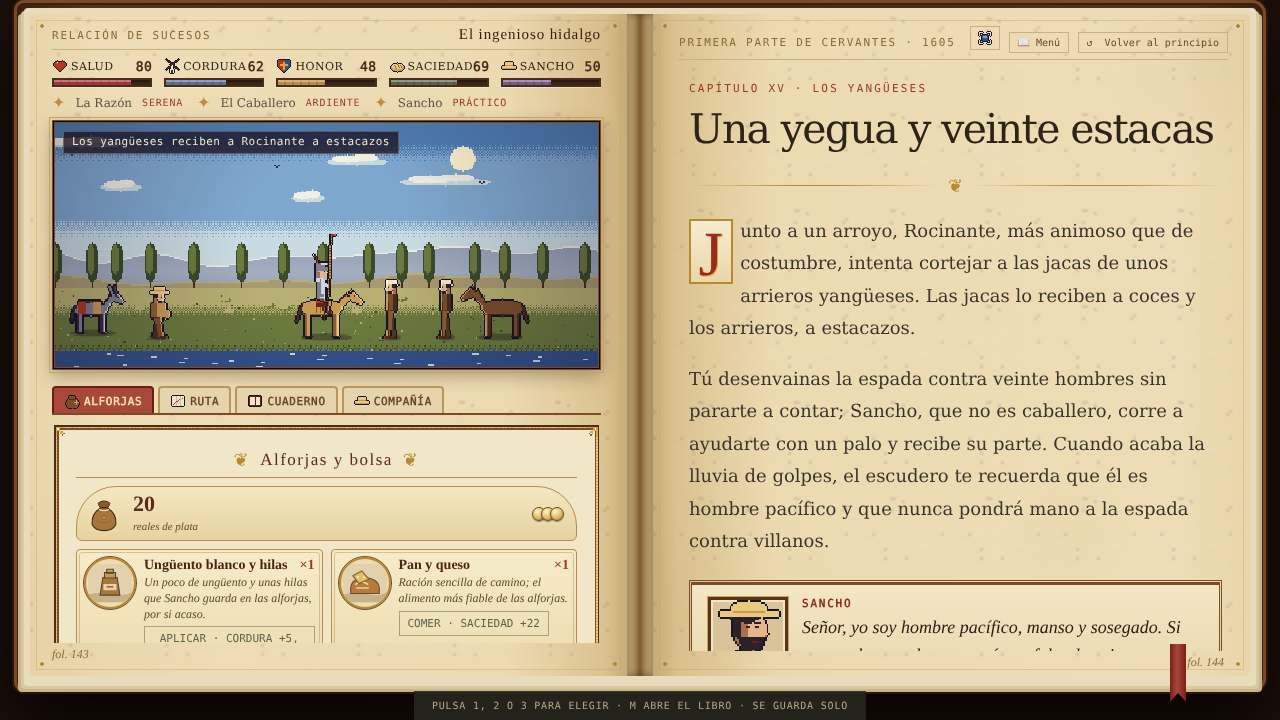 RELACIÓN DE SUCESOS
El ingenioso hidalgo
SALUD 80
CORDURA 62
HONOR 48
SACIEDAD 69
SANCHO 50
La Razón SERENA
El Caballero ARDIENTE
Sancho PRÁCTICO
Los yangüeses reciben a Rocinante a estacazos
ALFORJAS
RUTA
CUADERNO
COMPAÑÍA
Alforjas y bolsa
20
reales de plata
Ungüento blanco y hilas ×1
Un poco de ungüento y unas hilas
que Sancho guarda en las alforjas,
por si acaso.
APLICAR · CORDURA +5,
Pan y queso ×1
Ración sencilla de camino; el
alimento más fiable de las alforjas.
COMER · SACIEDAD +22
fol. 143
PRIMERA PARTE DE CERVANTES · 1605
Menú
↺ Volver al principio
CAPÍTULO XV · LOS YANGÜESES
Una yegua y veinte estacas
Junto a un arroyo, Rocinante, más animoso que de
costumbre, intenta cortejar a las jacas de unos
arrieros yangüeses. Las jacas lo reciben a coces y
los arrieros, a estacazos.
Tú desenvainas la espada contra veinte hombres sin
pararte a contar; Sancho, que no es caballero, corre a
ayudarte con un palo y recibe su parte. Cuando acaba la
lluvia de golpes, el escudero te recuerda que él es
hombre pacífico y que nunca pondrá mano a la espada
contra villanos.
SANCHO
Señor, yo soy hombre pacífico, manso y sosegado. Si
fol. 144
PULSA 1, 2 O 3 PARA ELEGIR · M ABRE EL LIBRO · SE GUARDA SOLO